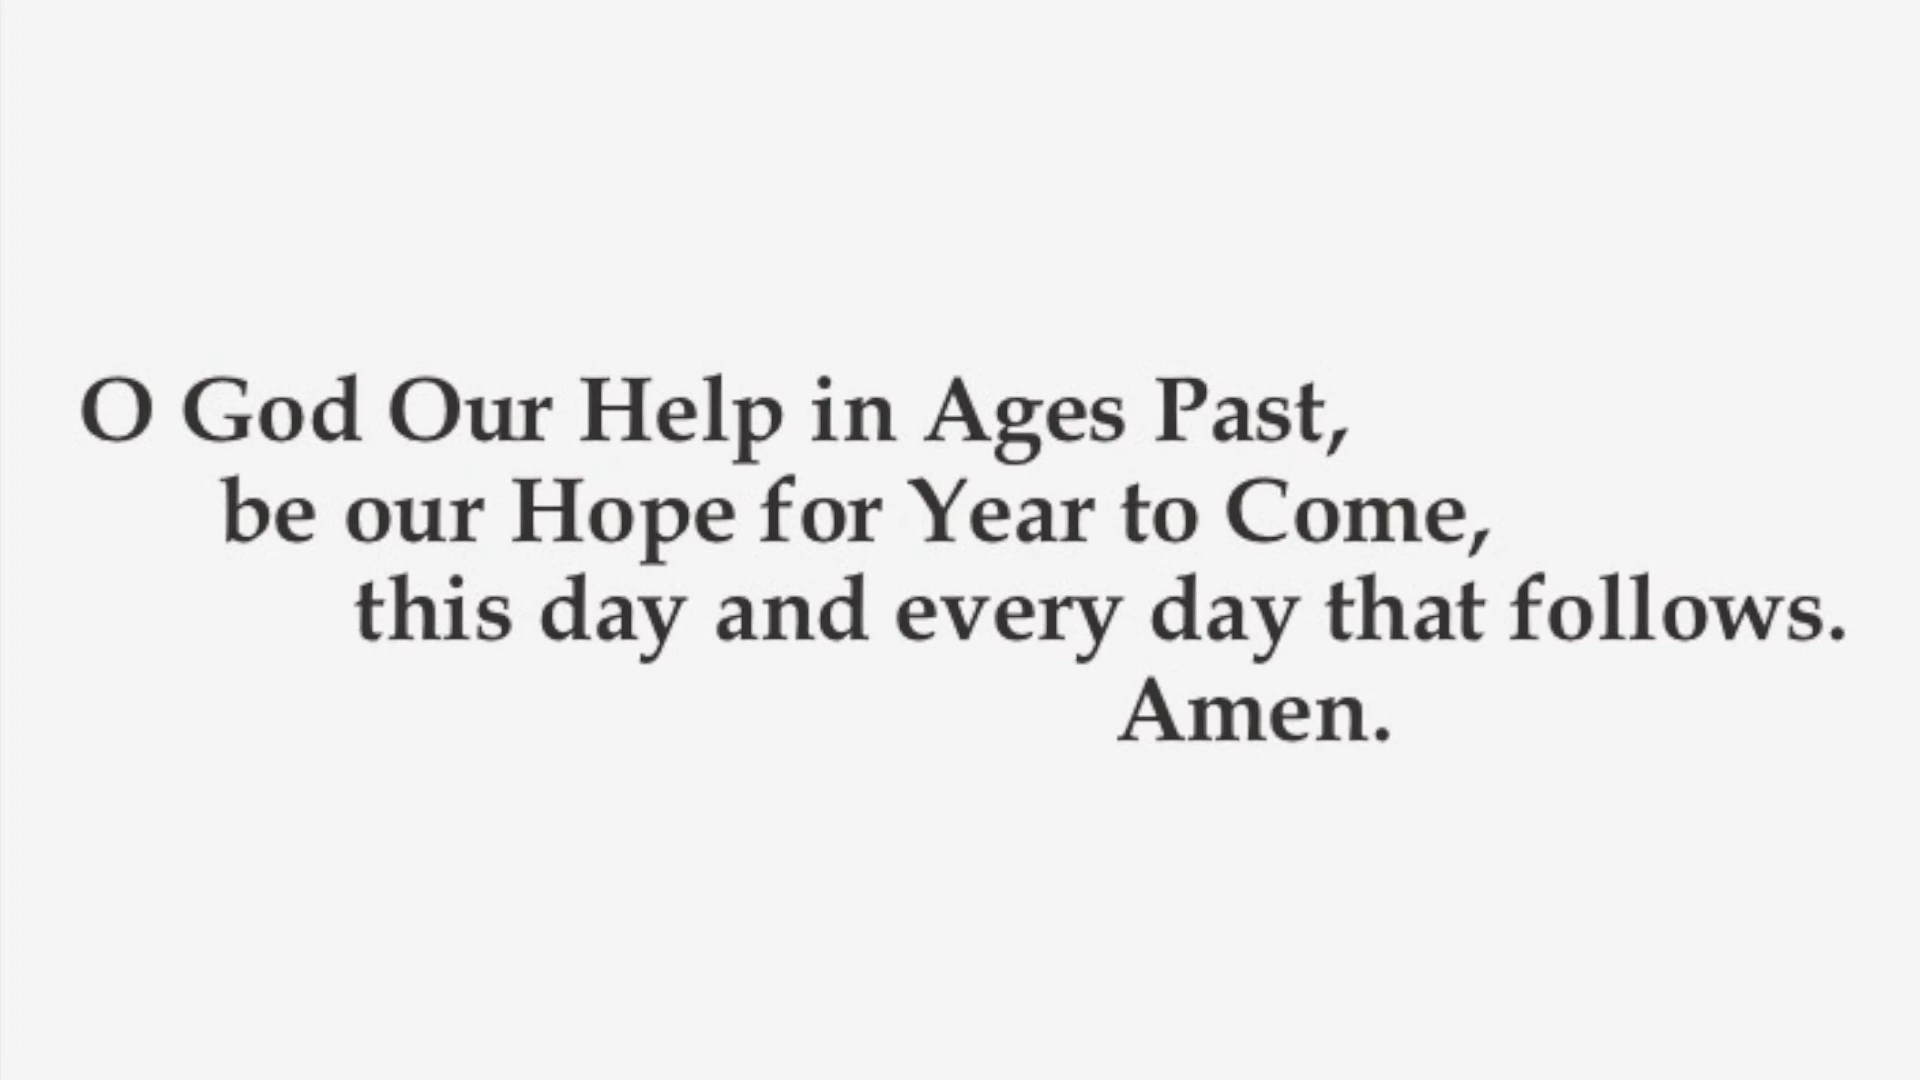 O God Our Help in Ages Past,
be our Hope for Year to Come,
this day and every day that follows.
Amen.